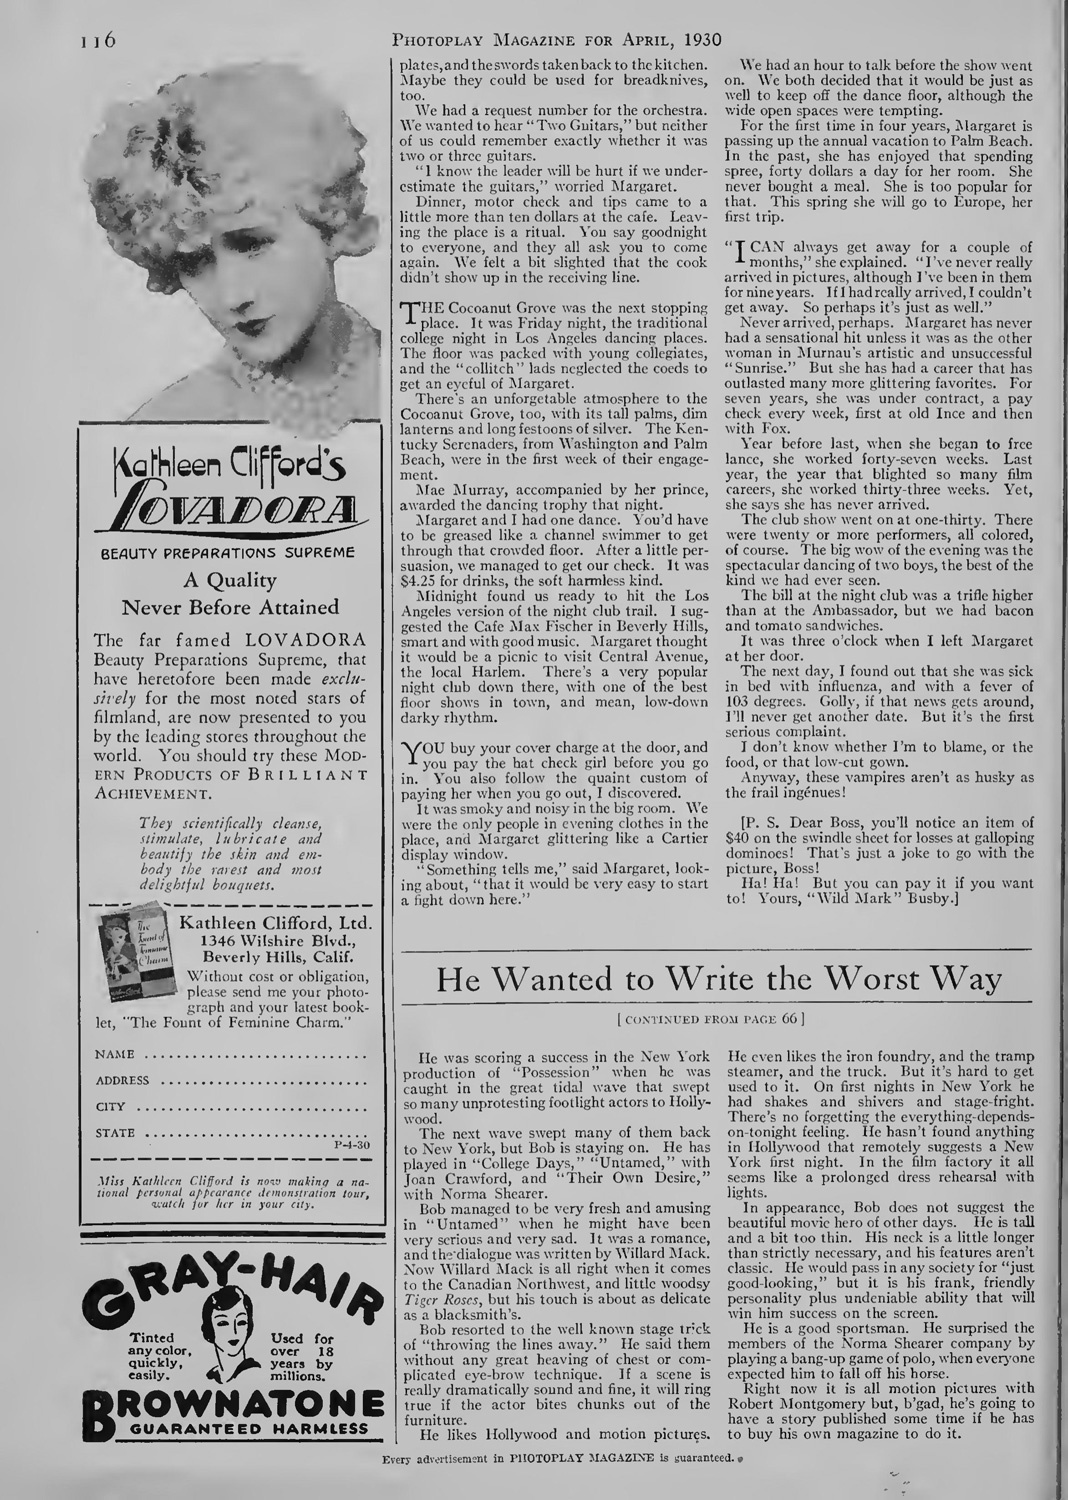 116
PHOTOPLAY MAGAZINE FOR APRIL, 1930
Kathleen Clifford's
LOVADORA
BEAUTY PREPARATIONS SUPREME
A Quality
Never Before Attained
The far famed LOVADORA
Beauty Preparations Supreme, that
have heretofore been made exclu-
sively for the most noted stars of
filmland, are now presented to you
by the leading stores throughout the
world. You should try these MOD-
ERN PRODUCTS OF BRILLIANT
ACHIEVEMENT.
They scientifically cleanse,
stimulate, lubricate and
beautify the skin and em-
body the rarest and most
delightful bouquets.
The
Fount of
Feminine
Charm
Kathleen Clifford, Ltd.
1346 Wilshire Blvd.,
Beverly Hills, Calif.
Without cost or obligation,
please send me your photo-
graph and your latest book-
let, "The Fount of Feminine Charm."
NAME ............................
ADDRESS ..........................
CITY .............................
STATE ............................
P-4-30
Miss Kathleen Clifford is now making a na-
tional personal appearance demonstration tour,
watch for her in your city.
GRAY-HAIR
Tinted
any color,
quickly,
easily.
Used for
over 18
years by
millions.
BROWNATONE
GUARANTEED HARMLESS
plates, and the swords taken back to the kitchen.
Maybe they could be used for breadknives,
too.
We had a request number for the orchestra.
We wanted to hear "Two Guitars," but neither
of us could remember exactly whether it was
two or three guitars.
"I know the leader will be hurt if we under-
estimate the guitars," worried Margaret.
Dinner, motor check and tips came to a
little more than ten dollars at the cafe. Leav-
ing the place is a ritual. You say goodnight
to everyone, and they all ask you to come
again. We felt a bit slighted that the cook
didn't show up in the receiving line.
THE Cocoanut Grove was the next stopping
place. It was Friday night, the traditional
college night in Los Angeles dancing places.
The floor was packed with young collegiates,
and the "collitch" lads neglected the coeds to
get an eyeful of Margaret.
There's an unforgetable atmosphere to the
Cocoanut Grove, too, with its tall palms, dim
lanterns and long festoons of silver. The Ken-
tucky Serenaders, from Washington and Palm
Beach, were in the first week of their engage-
ment.
Mae Murray, accompanied by her prince,
awarded the dancing trophy that night.
Margaret and I had one dance. You'd have
to be greased like a channel swimmer to get
through that crowded floor. After a little per-
suasion, we managed to get our check. It was
$4.25 for drinks, the soft harmless kind.
Midnight found us ready to hit the Los
Angeles version of the night club trail. I sug-
gested the Cafe Max Fischer in Beverly Hills,
smart and with good music. Margaret thought
it would be a picnic to visit Central Avenue,
the local Harlem. There's a very popular
night club down there, with one of the best
floor shows in town, and mean, low-down
darky rhythm.
YOU buy your cover charge at the door, and
you pay the hat check girl before you go
in. You also follow the quaint custom of
paying her when you go out, I discovered.
It was smoky and noisy in the big room. We
were the only people in evening clothes in the
place, and Margaret glittering like a Cartier
display window.
"Something tells me," said Margaret, look-
ing about, "that it would be very easy to start
a fight down here."
We had an hour to talk before the show went
on. We both decided that it would be just as
well to keep off the dance floor, although the
wide open spaces were tempting.
For the first time in four years, Margaret is
passing up the annual vacation to Palm Beach.
In the past, she has enjoyed that spending
spree, forty dollars a day for her room. She
never bought a meal. She is too popular for
that. This spring she will go to Europe, her
first trip.
"I CAN always get away for a couple of
months," she explained. "I've never really
arrived in pictures, although I've been in them
for nine years. If I had really arrived, I couldn't
get away. So perhaps it's just as well."
Never arrived, perhaps. Margaret has never
had a sensational hit unless it was as the other
woman in Murnau's artistic and unsuccessful
"Sunrise." But she has had a career that has
outlasted many more glittering favorites. For
seven years, she was under contract, a pay
check every week, first at old Ince and then
with Fox.
Year before last, when she began to free
lance, she worked forty-seven weeks. Last
year, the year that blighted so many film
careers, she worked thirty-three weeks. Yet,
she says she has never arrived.
The club show went on at one-thirty. There
were twenty or more performers, all colored,
of course. The big wow of the evening was the
spectacular dancing of two boys, the best of the
kind we had ever seen.
The bill at the night club was a trifle higher
than at the Ambassador, but we had bacon
and tomato sandwiches.
It was three o'clock when I left Margaret
at her door.
The next day, I found out that she was sick
in bed with influenza, and with a fever of
103 degrees. Golly, if that news gets around,
I'll never get another date. But it's the first
serious complaint.
I don't know whether I'm to blame, or the
food, or that low-cut gown.
Anyway, these vampires aren't as husky as
the frail ingénues!
[P. S. Dear Boss, you'll notice an item of
$40 on the swindle sheet for losses at galloping
dominoes! That's just a joke to go with the
picture, Boss!
Ha! Ha! But you can pay it if you want
to! Yours, "Wild Mark" Busby.]
He Wanted to Write the Worst Way
[ CONTINUED FROM PAGE 66 ]
He was scoring a success in the New York
production of "Possession" when he was
caught in the great tidal wave that swept
so many unprotesting footlight actors to Holly-
wood.
The next wave swept many of them back
to New York, but Bob is staying on. He has
played in "College Days," "Untamed," with
Joan Crawford, and "Their Own Desire,"
with Norma Shearer.
Bob managed to be very fresh and amusing
in "Untamed" when he might have been
very serious and very sad. It was a romance,
and the dialogue was written by Willard Mack.
Now Willard Mack is all right when it comes
to the Canadian Northwest, and little woodsy
Tiger Roses, but his touch is about as delicate
as a blacksmith's.
Bob resorted to the well known stage trick
of "throwing the lines away." He said them
without any great heaving of chest or com-
plicated eye-brow technique. If a scene is
really dramatically sound and fine, it will ring
true if the actor bites chunks out of the
furniture.
He likes Hollywood and motion pictures.
He even likes the iron foundry, and the tramp
steamer, and the truck. But it's hard to get
used to it. On first nights in New York he
had shakes and shivers and stage-fright.
There's no forgetting the everything-depends-
on-tonight feeling. He hasn't found anything
in Hollywood that remotely suggests a New
York first night. In the film factory it all
seems like a prolonged dress rehearsal with
lights.
In appearance, Bob does not suggest the
beautiful movie hero of other days. He is tall
and a bit too thin. His neck is a little longer
than strictly necessary, and his features aren't
classic. He would pass in any society for "just
good-looking," but it is his frank, friendly
personality plus undeniable ability that will
win him success on the screen.
He is a good sportsman. He surprised the
members of the Norma Shearer company by
playing a bang-up game of polo, when everyone
expected him to fall off his horse.
Right now it is all motion pictures with
Robert Montgomery but, b'gad, he's going to
have a story published some time if he has
to buy his own magazine to do it.
Every advertisement in PHOTOPLAY MAGAZINE is guaranteed.